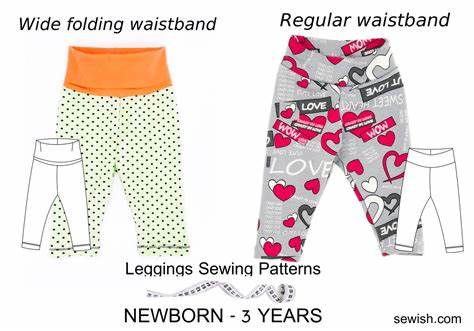 Wide folding waistband
Regular waistband
LOVE
SWEET HEART
WOW
LOVE
WOW
LOVE
Leggings Sewing Patterns
NEWBORN - 3 YEARS
sewish.com